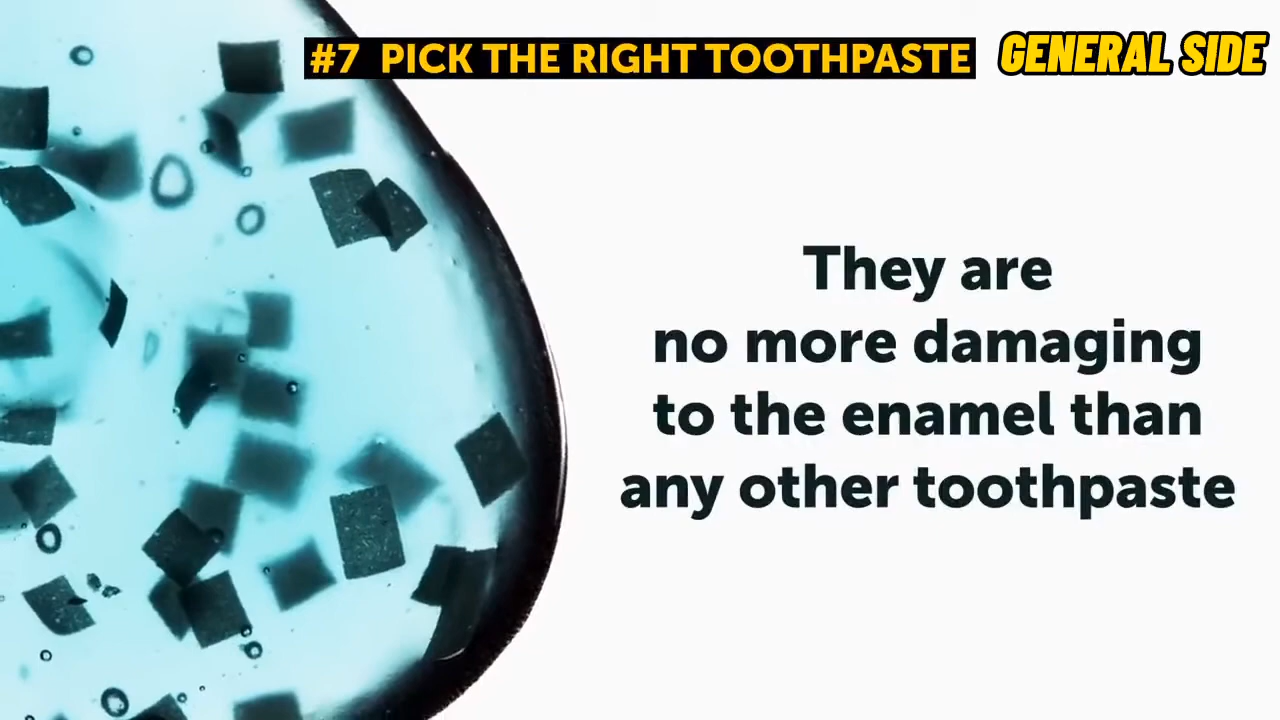 #7 PICK THE RIGHT TOOTHPASTE
GENERAL SIDE
They are
no more damaging
to the enamel than
any other toothpaste